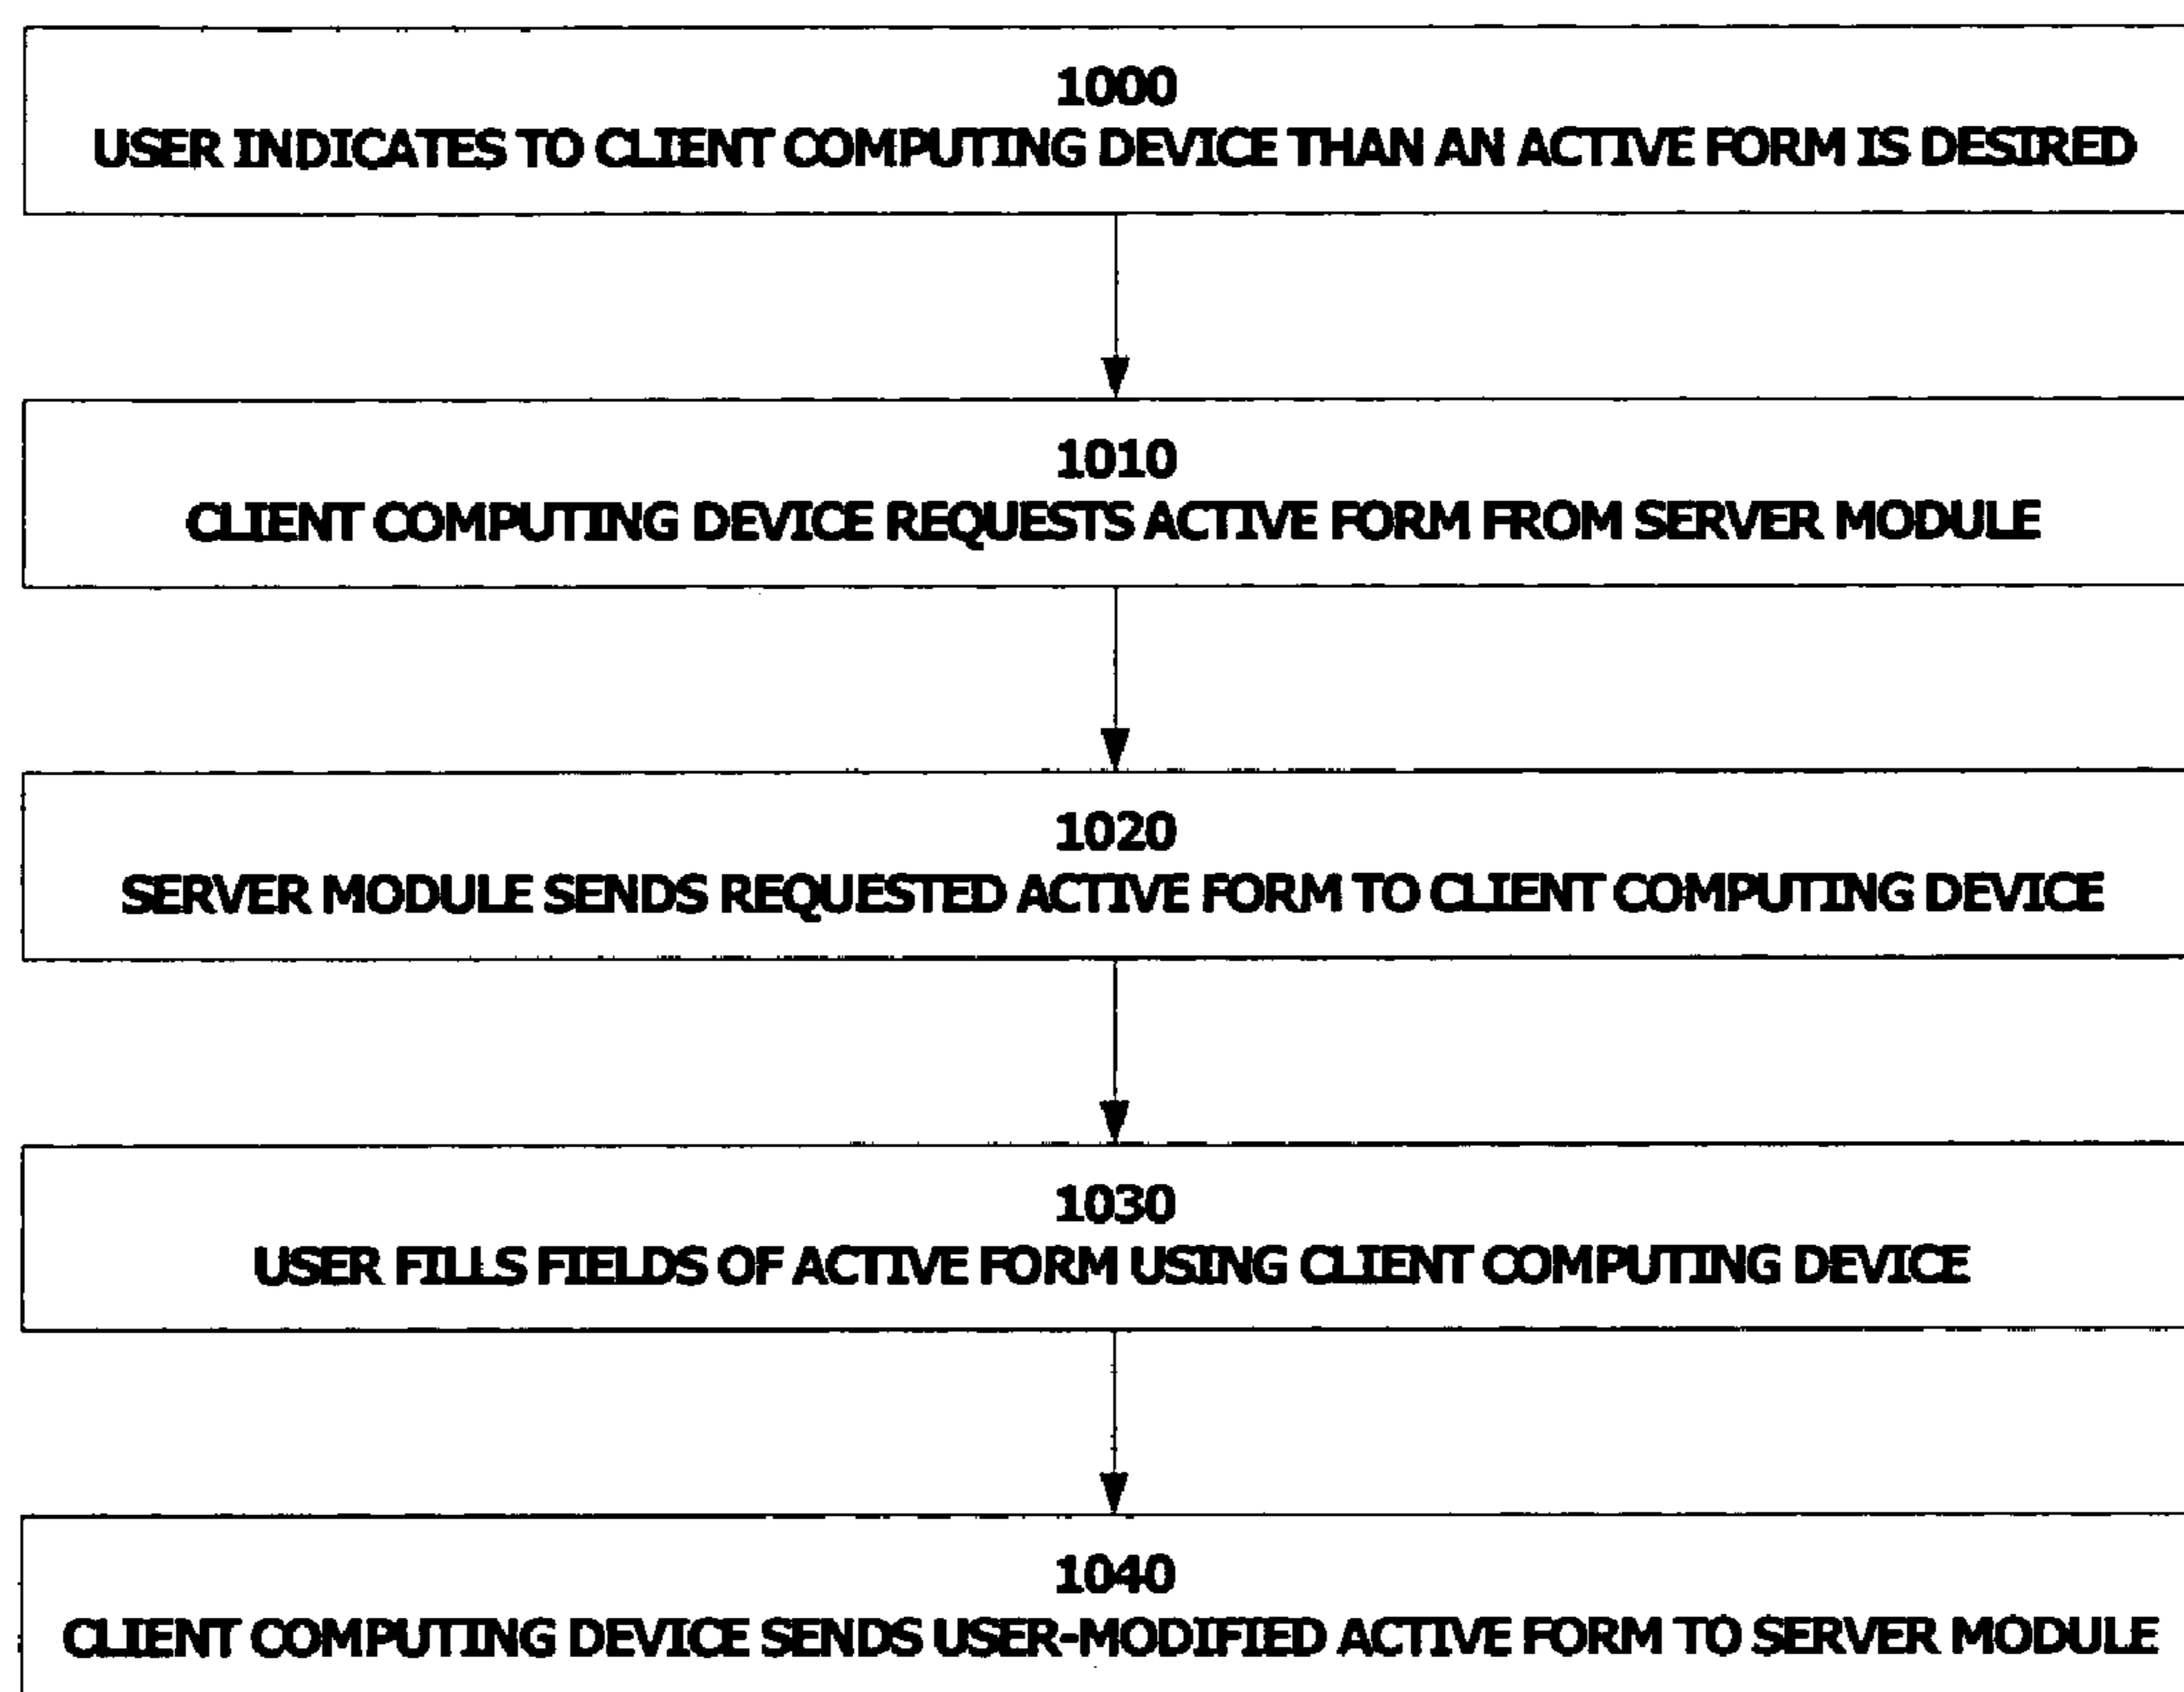 1000
USER INDICATES TO CLIENT COMPUTING DEVICE THAN AN ACTIVE FORM IS DESIRED
1010
CLIENT COMPUTING DEVICE REQUESTS ACTIVE FORM FROM SERVER MODULE
1020
SERVER MODULE SENDS REQUESTED ACTIVE FORM TO CLIENT COMPUTING DEVICE
1030
USER FILLS FIELDS OF ACTIVE FORM USING CLIENT COMPUTING DEVICE
1040
CLIENT COMPUTING DEVICE SENDS USER-MODIFIED ACTIVE FORM TO SERVER MODULE